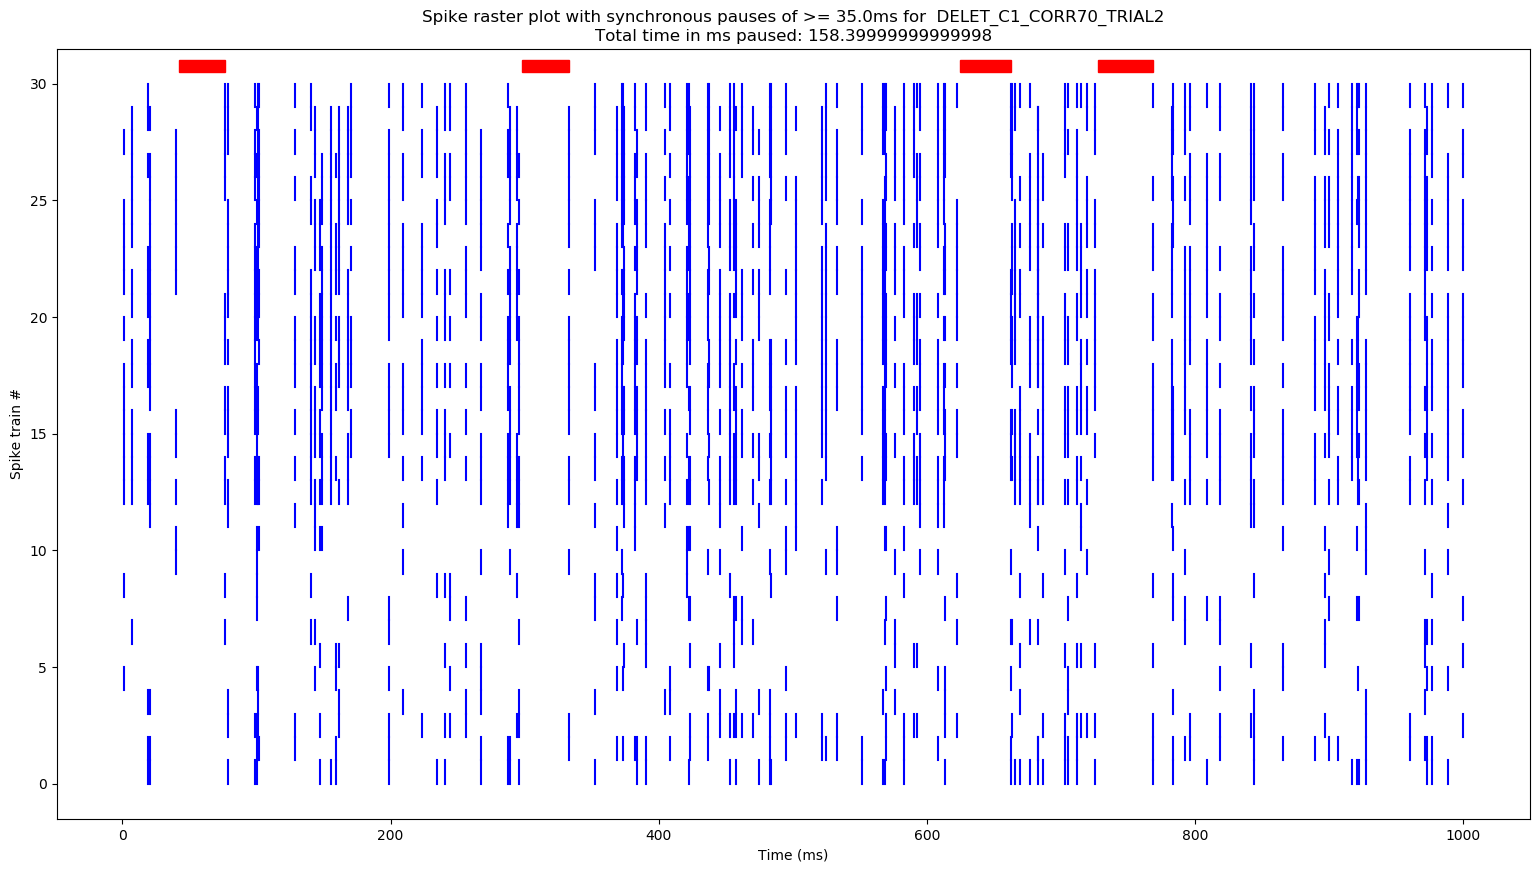 Spike raster plot with synchronous pauses of >= 35.0ms for  DELET_C1_CORR70_TRIAL2
Total time in ms paused: 158.39999999999998
30
25
20
15
10
5
0
Spike train #
0 200 400 600 800 1000
Time (ms)